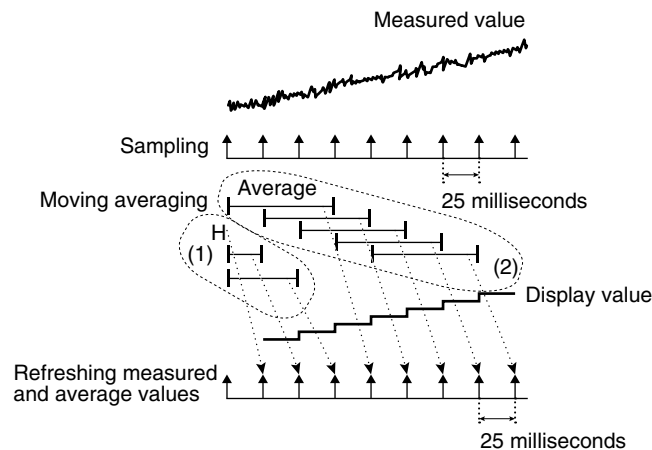 Measured value
Sampling
25 milliseconds
Moving averaging
Average
H
(1)
(2)
Display value
Refreshing measured
and average values
25 milliseconds